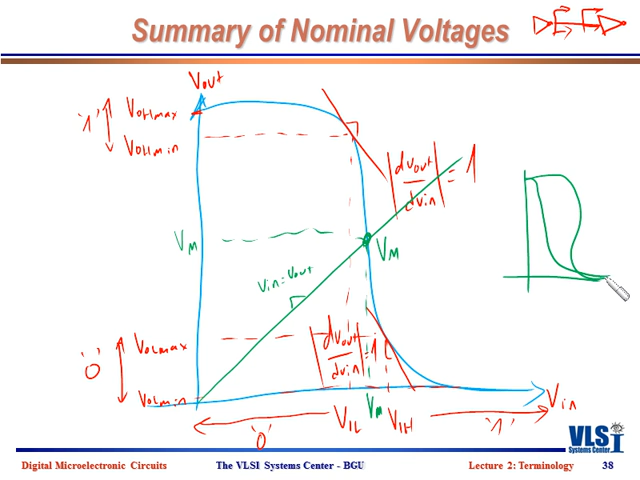 Summary of Nominal Voltages
Vout
VOHmax
'1'
VOHmin
|dVout/dVin| = 1
VM
VM
Vin=Vout
VOLmax
'0'
|dVout/dVin| = 1
VOLmin
Vin
'0'
VIL
VM
VIH
'1'
VLSI
Systems Center
Digital Microelectronic Circuits
The VLSI Systems Center - BGU
Lecture 2: Terminology
38